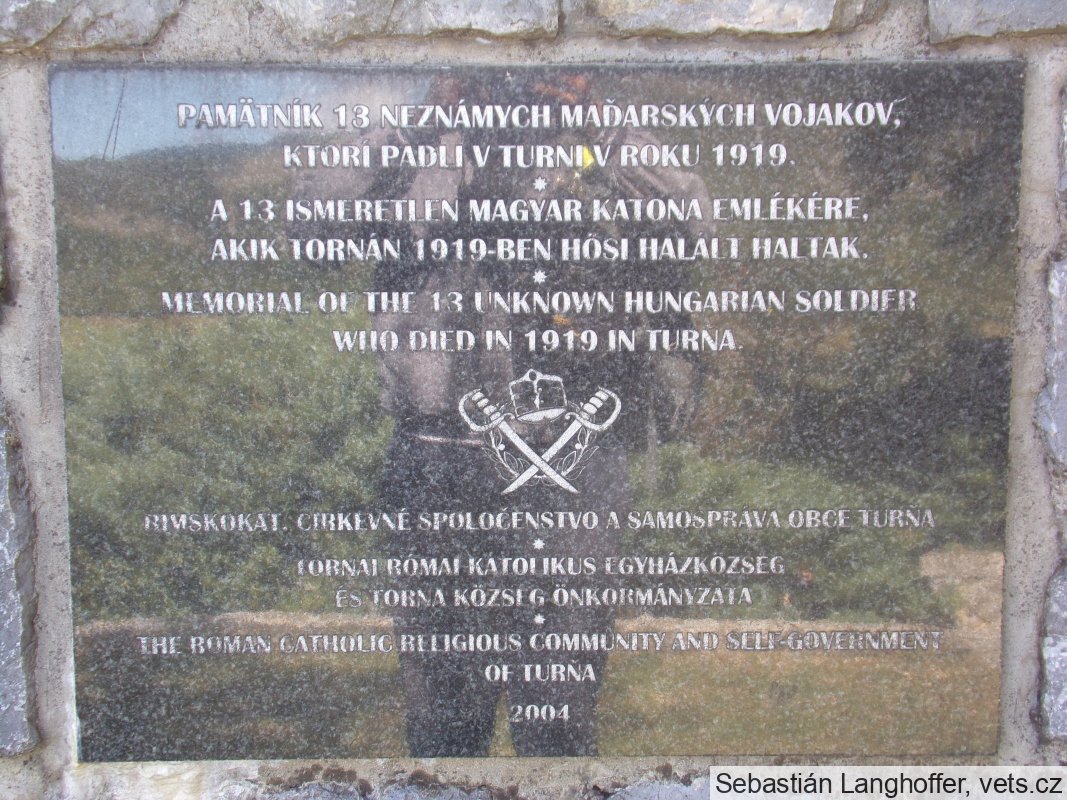 PAMÄTNÍK 13 NEZNÁMYCH MAĎARSKÝCH VOJAKOV,
KTORÍ PADLI V TURNI V ROKU 1919.
*
A 13 ISMERETLEN MAGYAR KATONA EMLÉKÉRE,
AKIK TORNÁN 1919-BEN HŐSI HALÁLT HALTAK.
*
MEMORIAL OF THE 13 UNKNOWN HUNGARIAN SOLDIER
WHO DIED IN 1919 IN TURŇA.
RIMSKOKAT. CIRKEVNÉ SPOLOČENSTVO A SAMOSPRÁVA OBCE TURŇA
*
TORNAI RÓMAI KATOLIKUS EGYHÁZKÖZSÉG
ÉS TORNA KÖZSÉG ÖNKORMÁNYZATA
*
THE ROMAN CATHOLIC RELIGIOUS COMMUNITY AND SELF-GOVERNMENT
OF TURŇA
2004
Sebastián Langhoffer, vets.cz